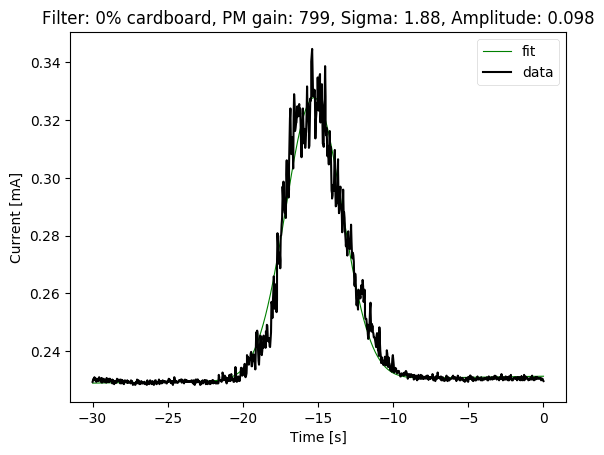 Filter: 0% cardboard, PM gain: 799, Sigma: 1.88, Amplitude: 0.098
fit
data
0.34
0.32
0.30
0.28
0.26
0.24
Current [mA]
−30 −25 −20 −15 −10 −5 0
Time [s]